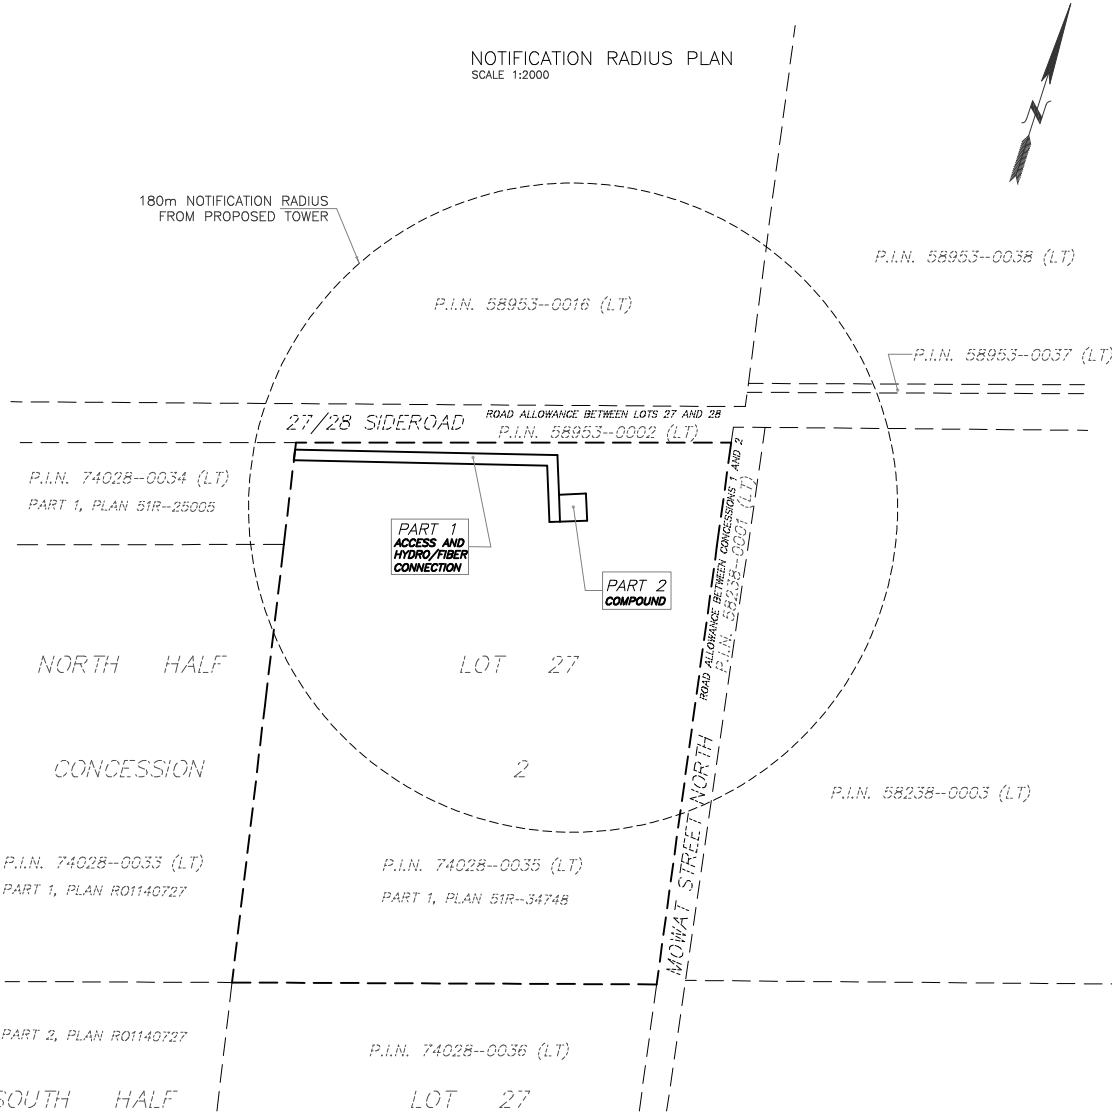 NOTIFICATION RADIUS PLAN
SCALE 1:2000
N
180m NOTIFICATION RADIUS
FROM PROPOSED TOWER
P.I.N. 58953-0038 (LT)
P.I.N. 58953-0016 (LT)
P.I.N. 58953-0037 (LT)
27/28 SIDEROAD
ROAD ALLOWANCE BETWEEN LOTS 27 AND 28
P.I.N. 58953-0002 (LT)
P.I.N. 74028-0034 (LT)
PART 1, PLAN 51R-25005
PART 1
ACCESS AND
HYDRO/FIBER
CONNECTION
PART 2
COMPOUND
ROAD ALLOWANCE BETWEEN CONCESSIONS 1 AND 2
P.I.N. 58238-0001 (LT)
NORTH HALF LOT 27
CONCESSION 2
MOWAT STREET NORTH
P.I.N. 58238-0003 (LT)
P.I.N. 74028-0033 (LT)
PART 1, PLAN RO1140727
P.I.N. 74028-0035 (LT)
PART 1, PLAN 51R-34748
PART 2, PLAN RO1140727
P.I.N. 74028-0036 (LT)
SOUTH HALF LOT 27